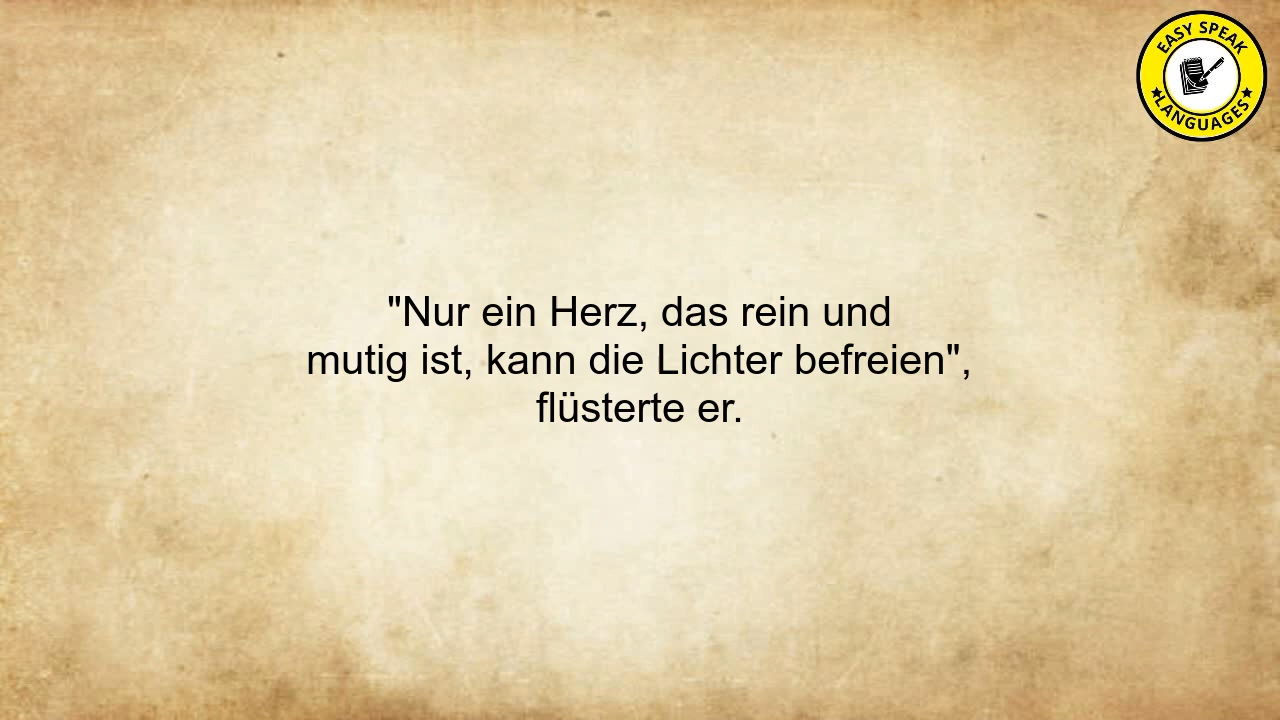 EASY SPEAK
LANGUAGES
"Nur ein Herz, das rein und
mutig ist, kann die Lichter befreien",
flüsterte er.